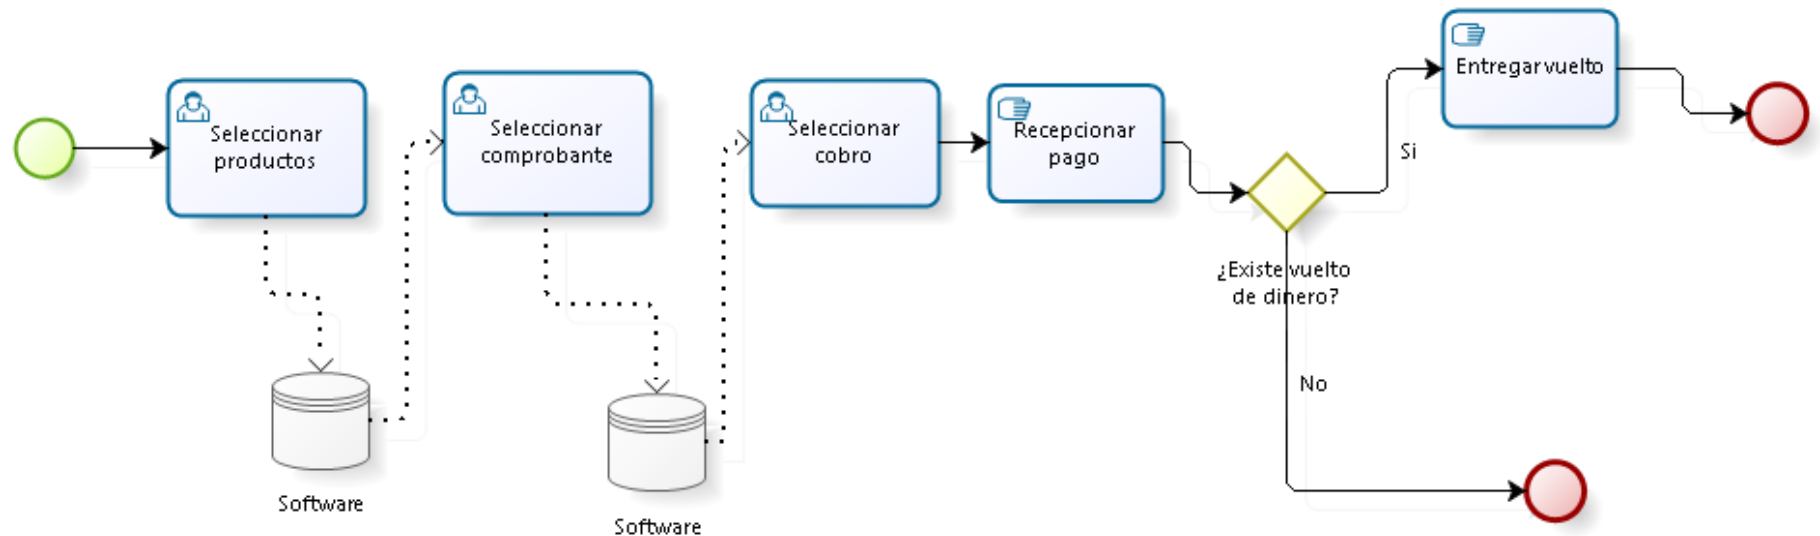 Seleccionar
productos
Seleccionar
comprobante
Seleccionar
cobro
Recepcionar
pago
Entregar vuelto
Si
¿Existe vuelto
de dinero?
No
Software
Software